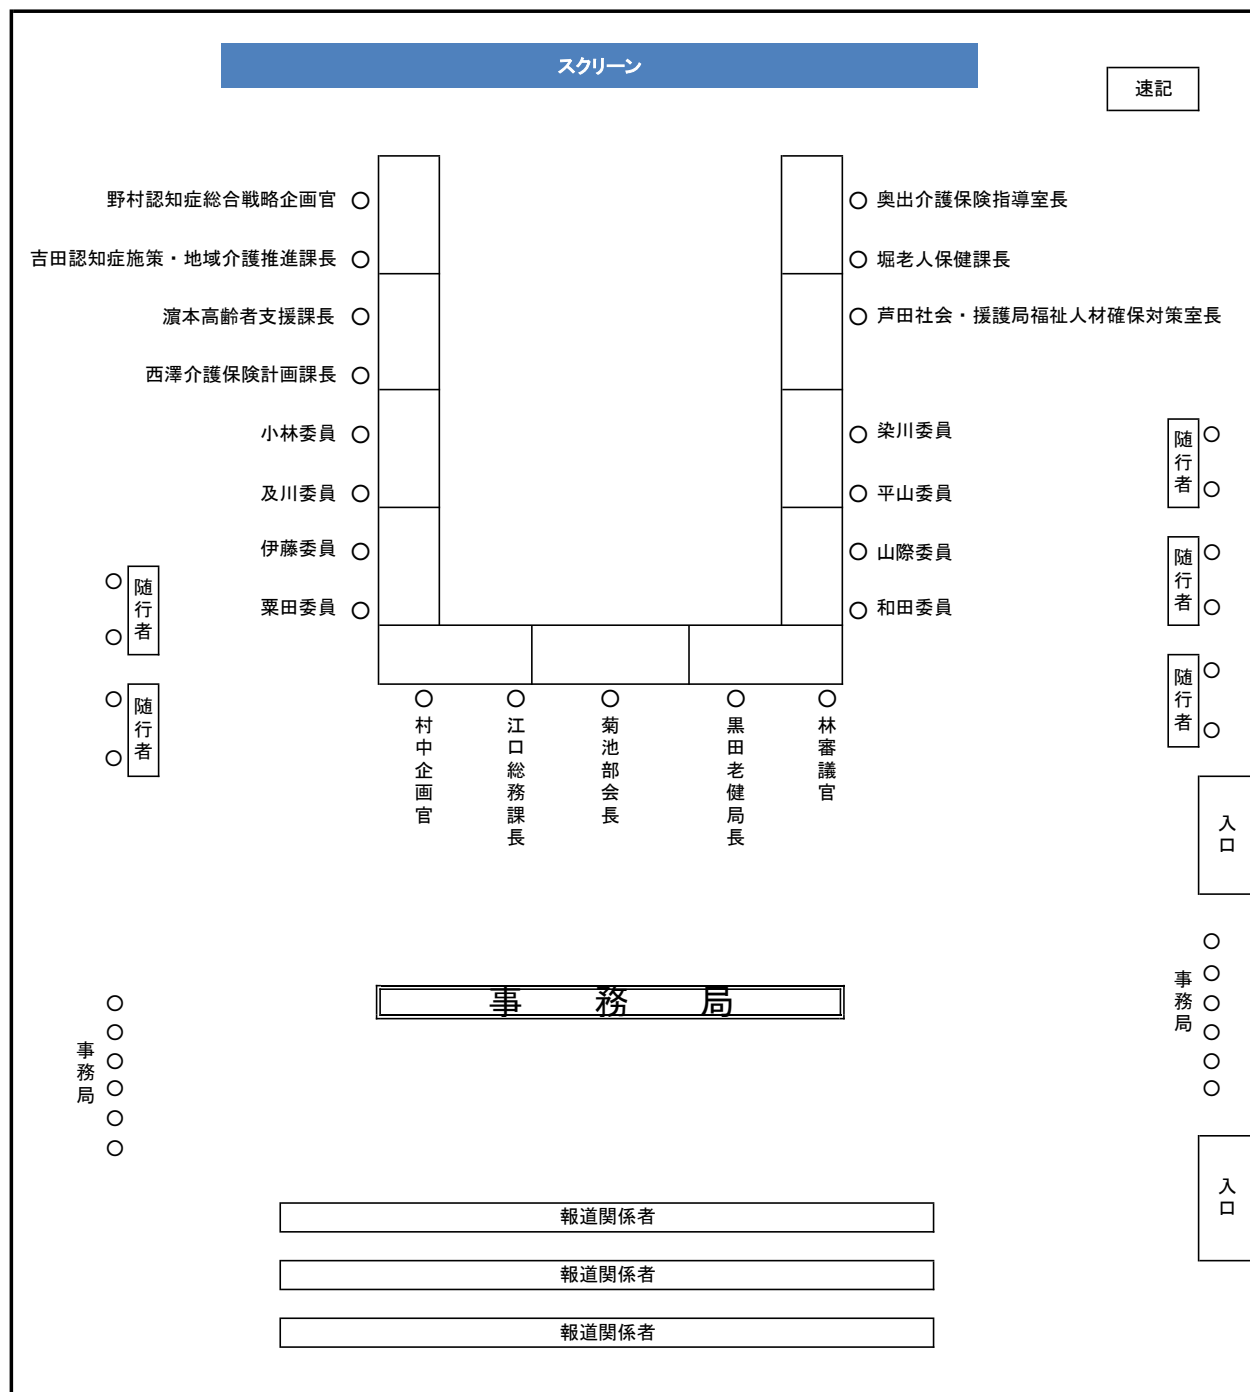 スクリーン
速記
野村認知症総合戦略企画官
奥出介護保険指導室長
吉田認知症施策・地域介護推進課長
堀老人保健課長
濵本高齢者支援課長
芦田社会・援護局福祉人材確保対策室長
西澤介護保険計画課長
小林委員
染川委員
随行者
及川委員
平山委員
伊藤委員
山際委員
随行者
粟田委員
和田委員
随行者
随行者
随行者
村中企画官
江口総務課長
菊池部会長
黒田老健局長
林審議官
入口
事務局
事務局
事務局
入口
報道関係者
報道関係者
報道関係者